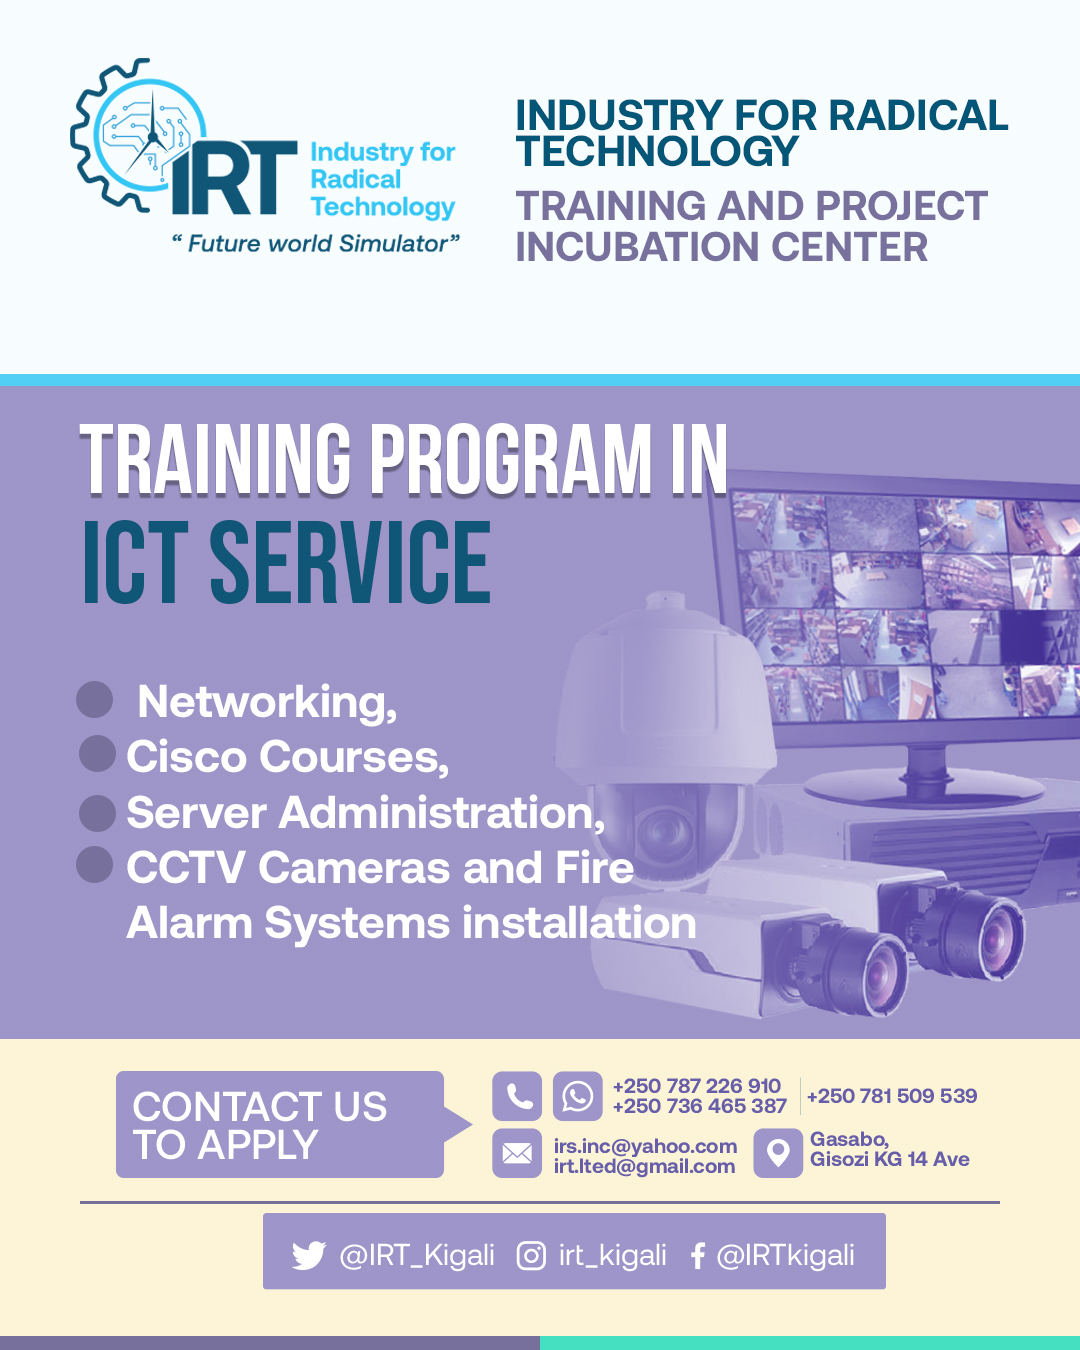 IRT
Industry for
Radical
Technology
“ Future world Simulator”
INDUSTRY FOR RADICAL
TECHNOLOGY
TRAINING AND PROJECT
INCUBATION CENTER
TRAINING PROGRAM IN
ICT SERVICE
Networking,
Cisco Courses,
Server Administration,
CCTV Cameras and Fire
Alarm Systems installation
CONTACT US
TO APPLY
+250 787 226 910
+250 736 465 387
+250 781 509 539
irs.inc@yahoo.com
irt.lted@gmail.com
Gasabo,
Gisozi KG 14 Ave
@IRT_Kigali irt_kigali @IRTkigali